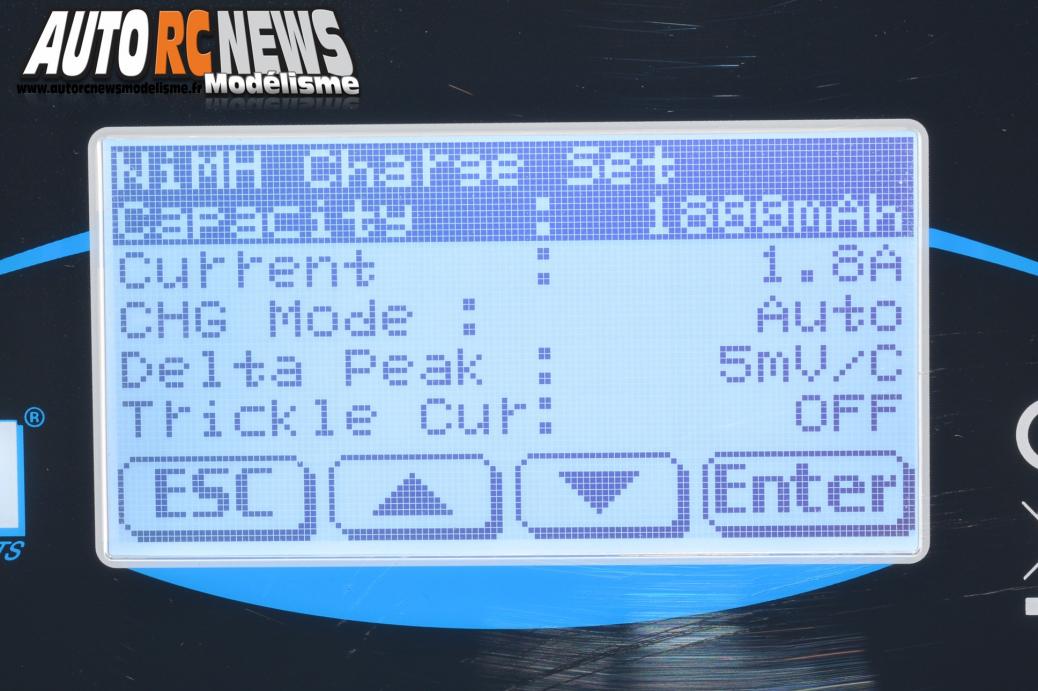 AUTO RC NEWS
www.autorcnewsmodelisme.fr Modélisme
NiMH Charge Set
Capacity : 1800mAh
Current : 1.8A
CHG Mode : Auto
Delta Peak : 5mV/C
Trickle Cur: OFF
ESC Enter
®
TS